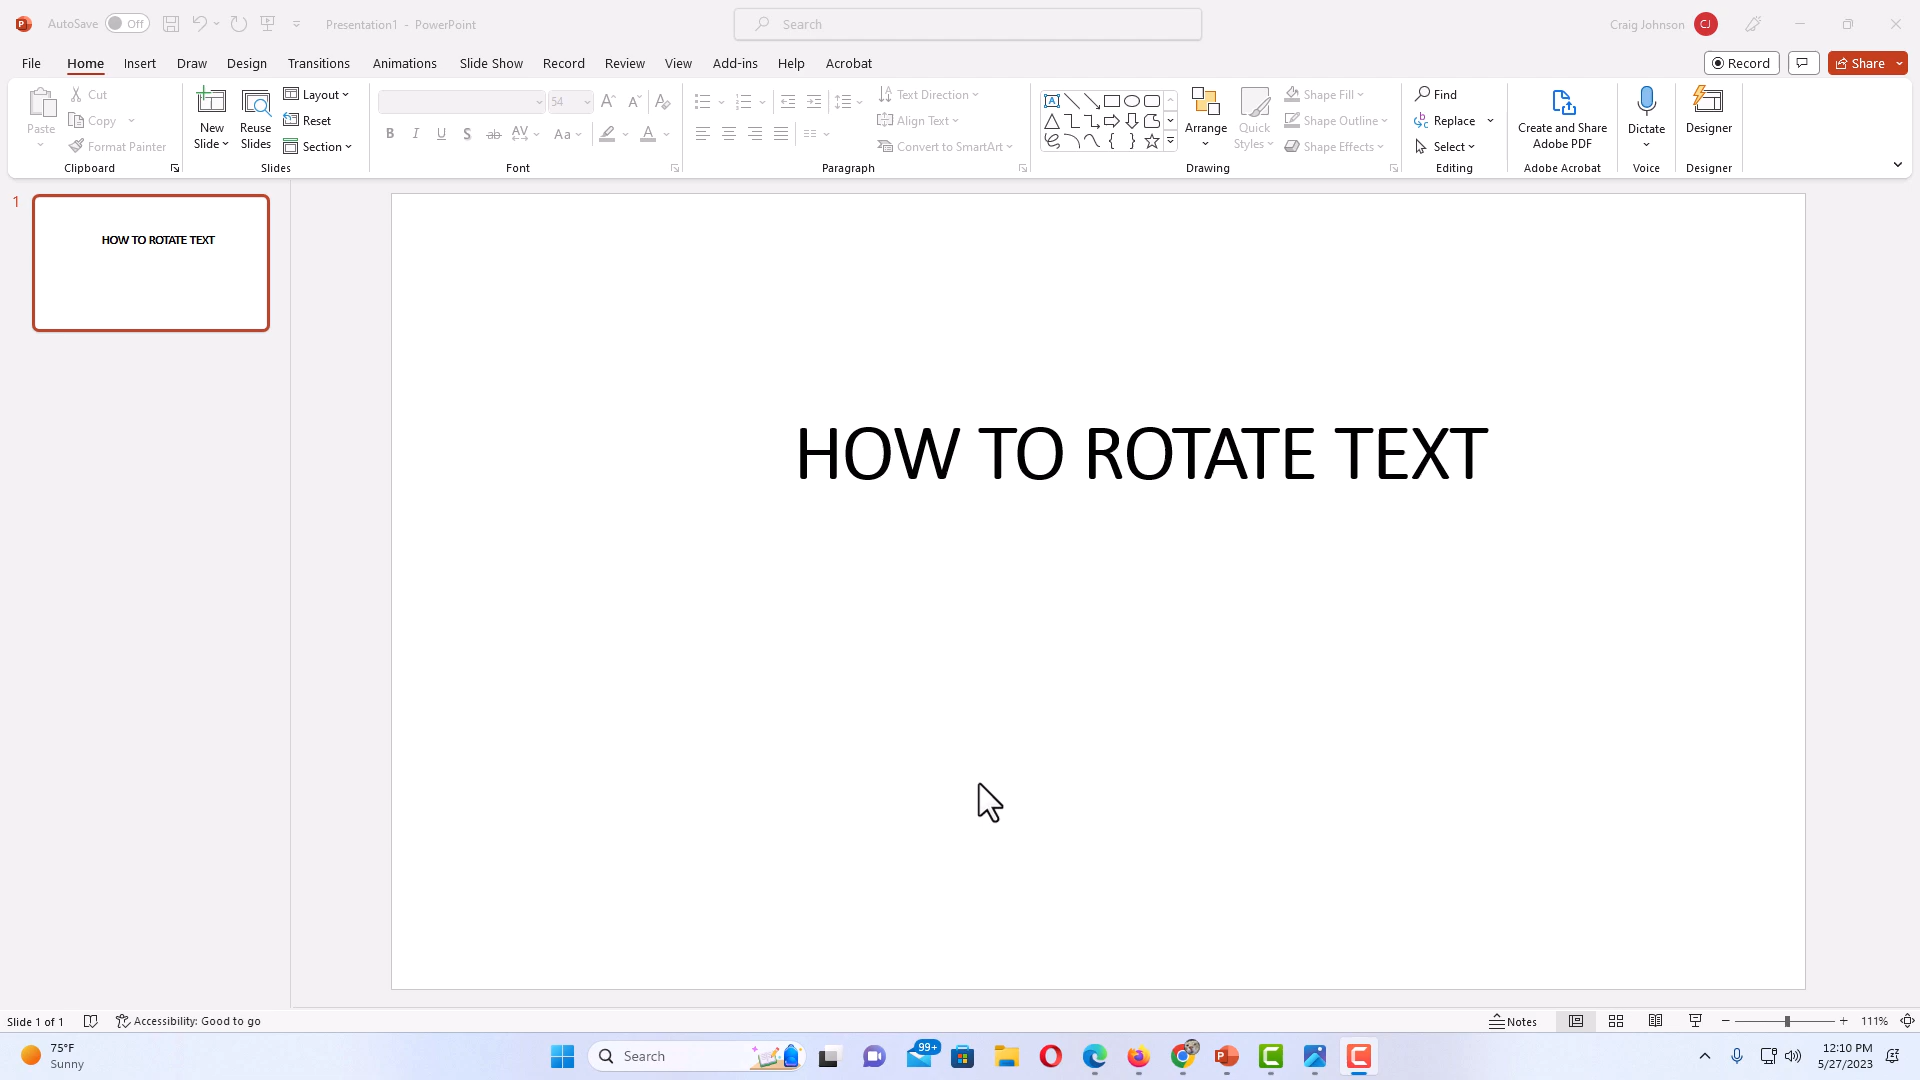 AutoSave Off Presentation1 - PowerPoint Search Craig Johnson CJ
File Home Insert Draw Design Transitions Animations Slide Show Record Review View Add-ins Help Acrobat Record Share
Paste
Cut
Copy
Format Painter
Clipboard
New
Slide
Reuse
Slides
Layout
Reset
Section
Slides
54
B I U S ab AV Aa A
Font
Text Direction
Align Text
Convert to SmartArt
Paragraph
Arrange
Quick
Styles
Shape Fill
Shape Outline
Shape Effects
Drawing
Find
Replace
Select
Editing
Create and Share
Adobe PDF
Adobe Acrobat
Dictate
Voice
Designer
Designer
1
HOW TO ROTATE TEXT
HOW TO ROTATE TEXT
Slide 1 of 1 Accessibility: Good to go Notes 111%
75°F
Sunny
Search
99+
12:10 PM
5/27/2023